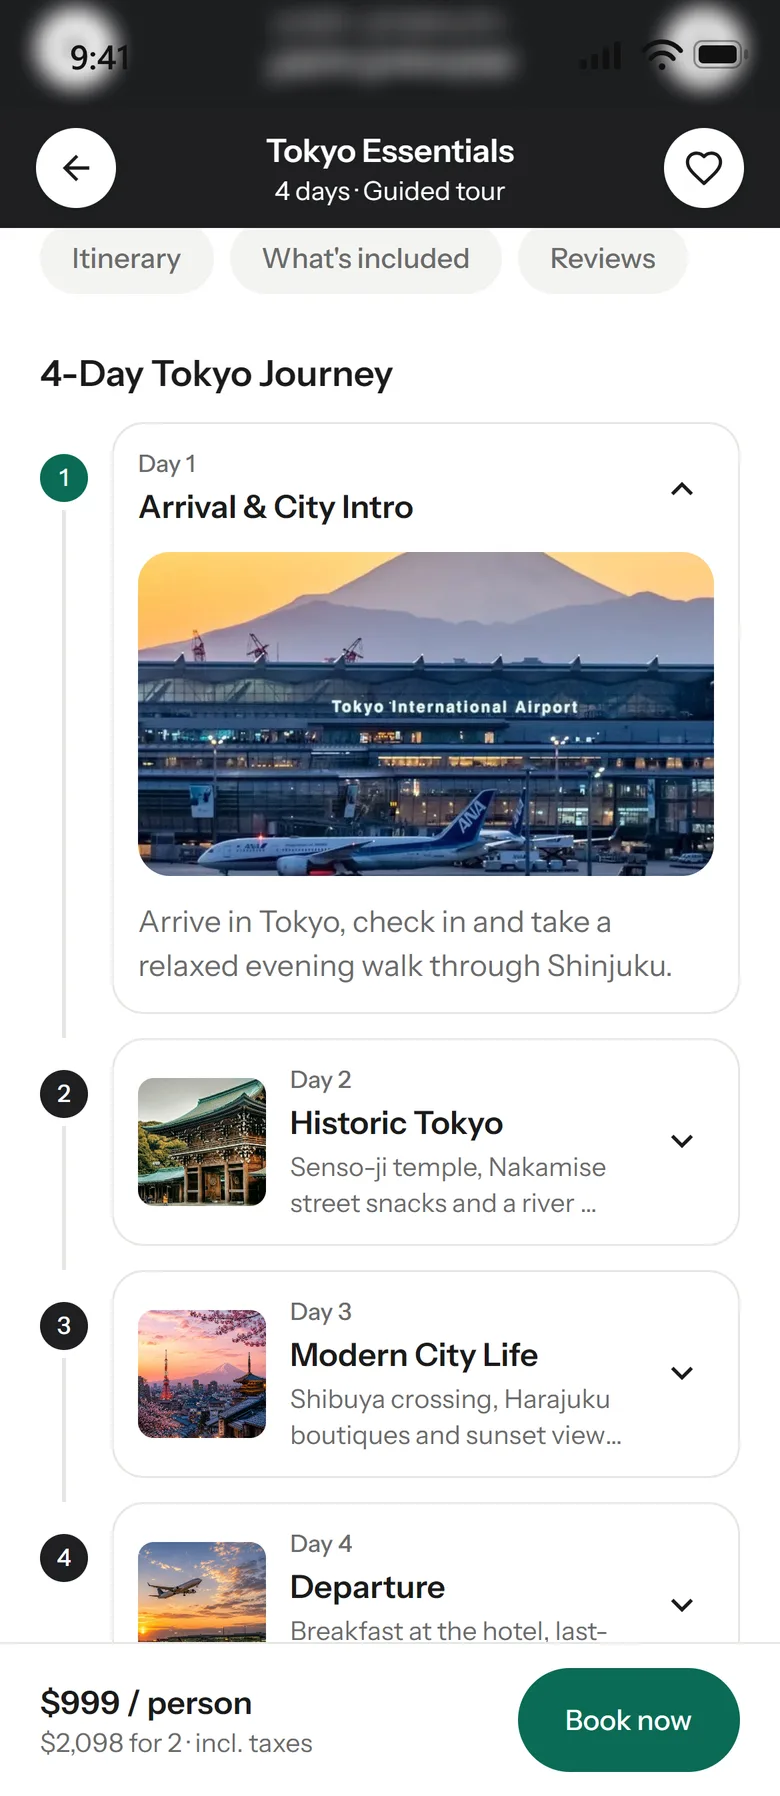 9:41
Tokyo Essentials
4 days · Guided tour
Itinerary
What's included
Reviews
4-Day Tokyo Journey
1
Day 1
Arrival & City Intro
Tokyo International Airport
ANA
ANA
Arrive in Tokyo, check in and take a
relaxed evening walk through Shinjuku.
2
Day 2
Historic Tokyo
Senso-ji temple, Nakamise
street snacks and a river ...
3
Day 3
Modern City Life
Shibuya crossing, Harajuku
boutiques and sunset view...
4
Day 4
Departure
Breakfast at the hotel, last-
$999 / person
$2,098 for 2 · incl. taxes
Book now